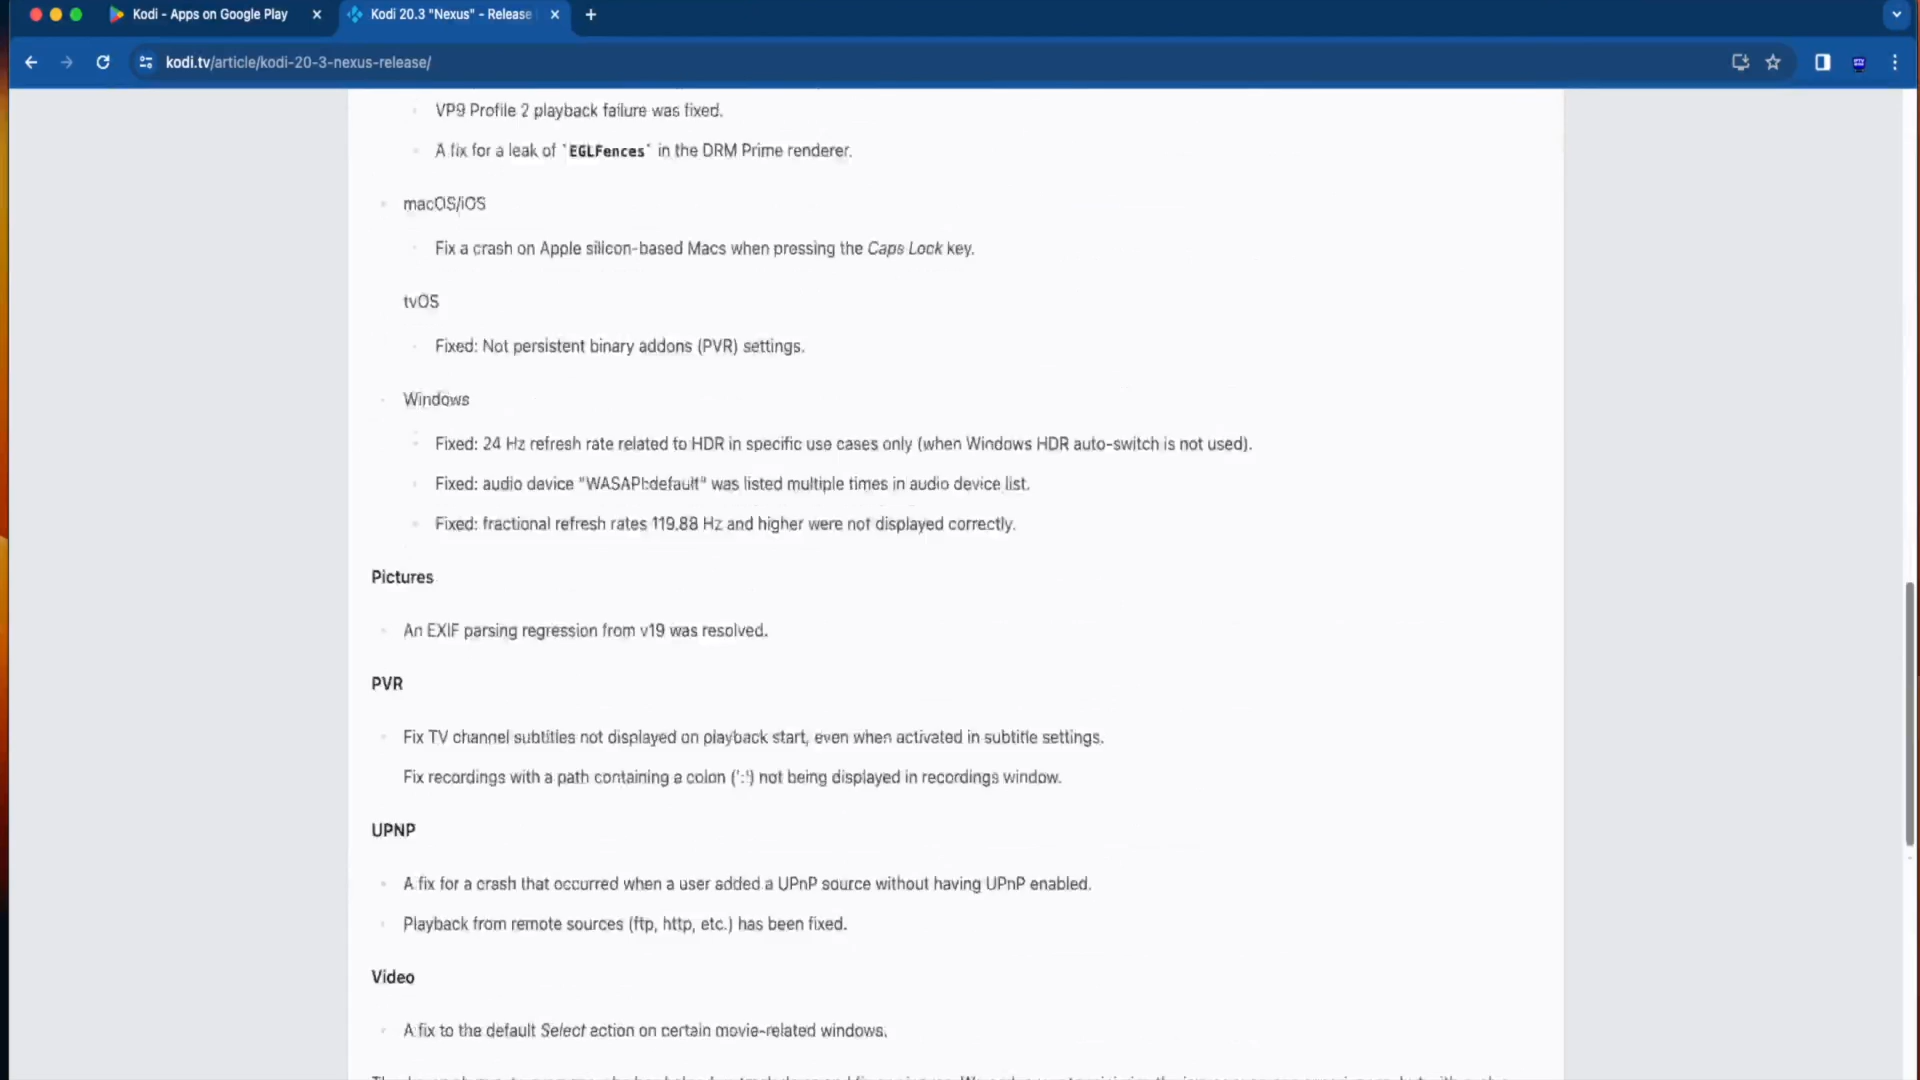 Kodi - Apps on Google Play
Kodi 20.3 "Nexus" - Release
kodi.tv/article/kodi-20-3-nexus-release/
VP9 Profile 2 playback failure was fixed.
A fix for a leak of `EGLFences` in the DRM Prime renderer.
macOS/iOS
Fix a crash on Apple silicon-based Macs when pressing the Caps Lock key.
tvOS
Fixed: Not persistent binary addons (PVR) settings.
Windows
Fixed: 24 Hz refresh rate related to HDR in specific use cases only (when Windows HDR auto-switch is not used).
Fixed: audio device "WASAPI:default" was listed multiple times in audio device list.
Fixed: fractional refresh rates 119.88 Hz and higher were not displayed correctly.
Pictures
An EXIF parsing regression from v19 was resolved.
PVR
Fix TV channel subtitles not displayed on playback start, even when activated in subtitle settings.
Fix recordings with a path containing a colon (':') not being displayed in recordings window.
UPNP
A fix for a crash that occurred when a user added a UPnP source without having UPnP enabled.
Playback from remote sources (ftp, http, etc.) has been fixed.
Video
A fix to the default Select action on certain movie-related windows.